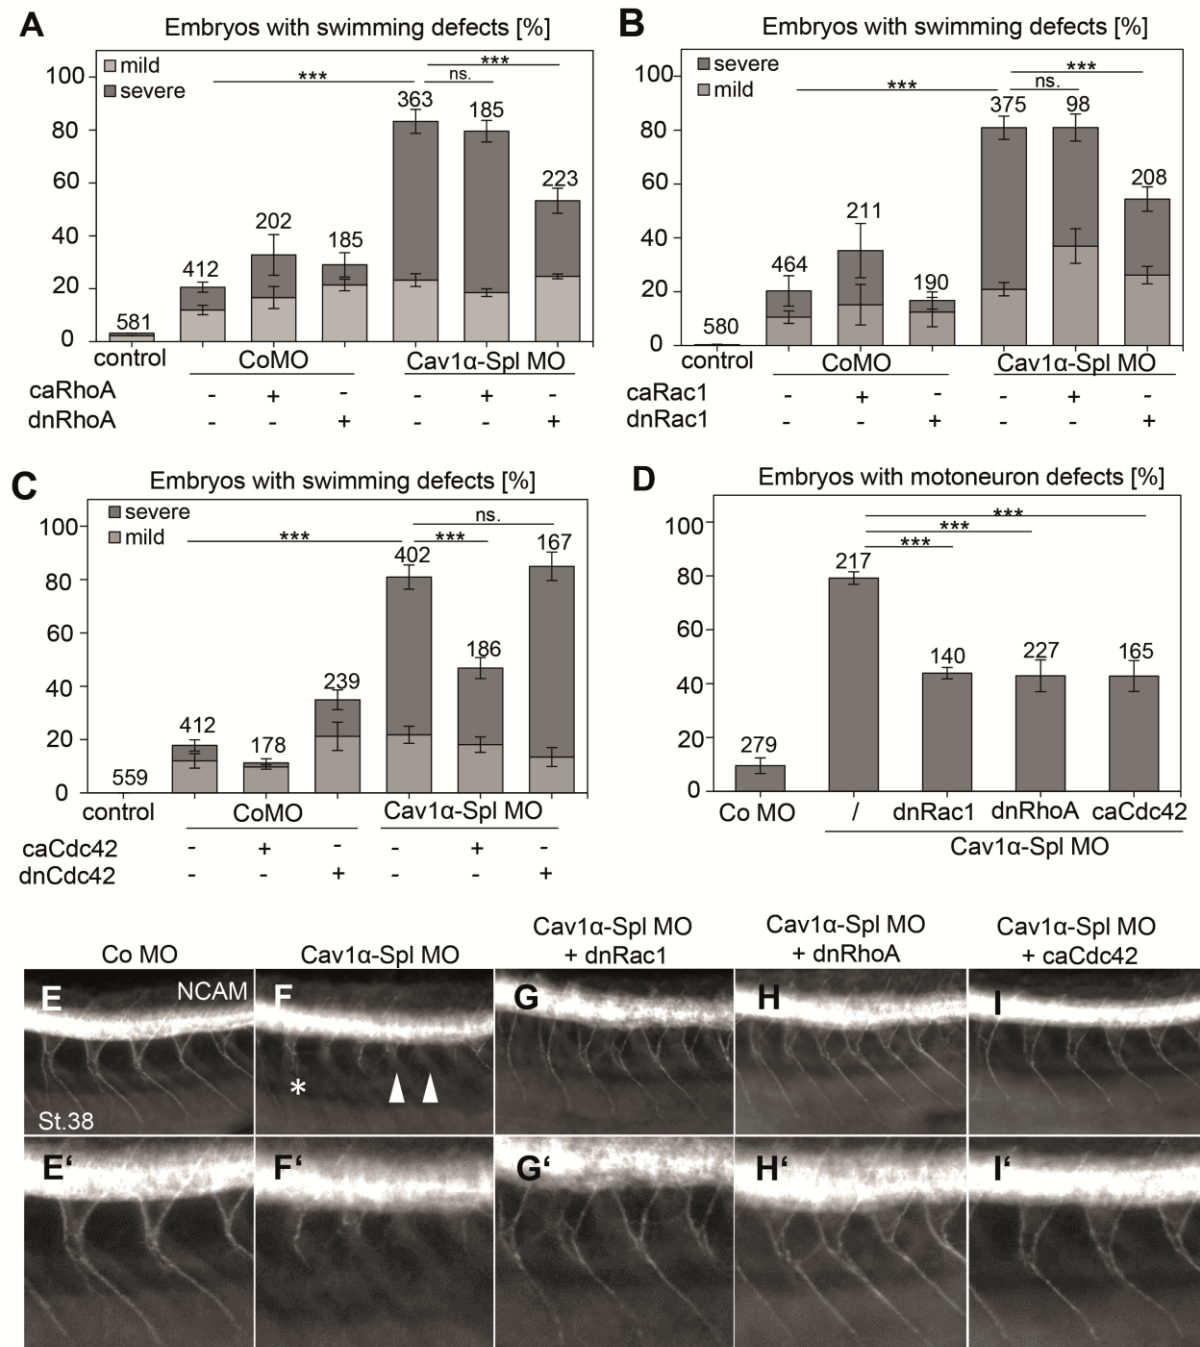 A Embryos with swimming defects [%]
mild
severe
100
80
60
40
20
0
581
412
202
185
363
185
223
***
ns.
***
control
CoMO
Cav1α-Spl MO
caRhoA - + - - + -
dnRhoA - - + - - +
B Embryos with swimming defects [%]
severe
mild
100
80
60
40
20
0
580
464
211
190
375
98
208
***
ns.
***
control
CoMO
Cav1α-Spl MO
caRac1 - + - - + -
dnRac1 - - + - - +
C Embryos with swimming defects [%]
severe
mild
100
80
60
40
20
0
559
412
178
239
402
186
167
***
***
ns.
control
CoMO
Cav1α-Spl MO
caCdc42 - + - - + -
dnCdc42 - - + - - +
D Embryos with motoneuron defects [%]
100
80
60
40
20
0
279
217
140
227
165
***
***
***
Co MO / dnRac1 dnRhoA caCdc42
Cav1α-Spl MO
Co MO
Cav1α-Spl MO
Cav1α-Spl MO
+ dnRac1
Cav1α-Spl MO
+ dnRhoA
Cav1α-Spl MO
+ caCdc42
E NCAM
St.38
F
*
G
H
I
E‘
F‘
G‘
H‘
I‘